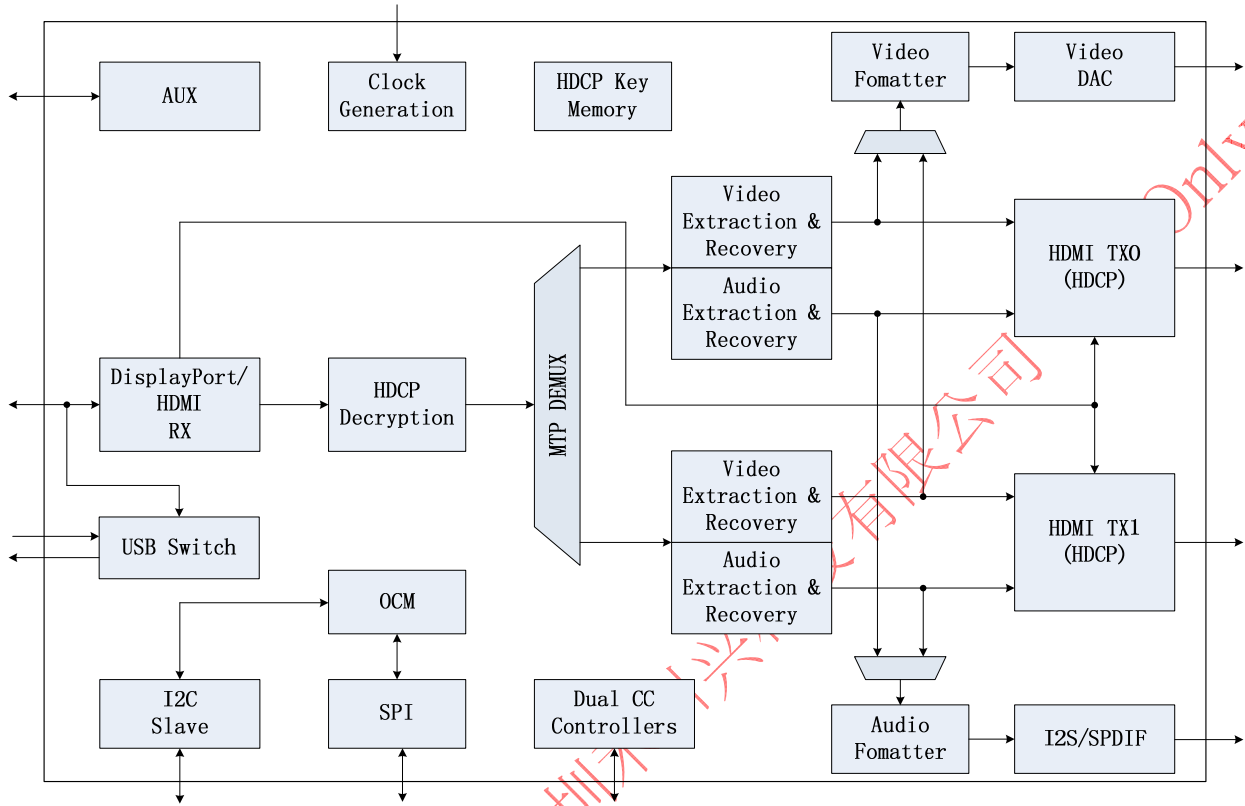 AUX
Clock
Generation
HDCP Key
Memory
Video
Fomatter
Video
DAC
Video
Extraction &
Recovery
Audio
Extraction &
Recovery
HDMI TX0
(HDCP)
DisplayPort/
HDMI
RX
HDCP
Decryption
MTP DEMUX
Video
Extraction &
Recovery
Audio
Extraction &
Recovery
HDMI TX1
(HDCP)
USB Switch
OCM
I2C
Slave
SPI
Dual CC
Controllers
Audio
Fomatter
I2S/SPDIF
有限公司
Only